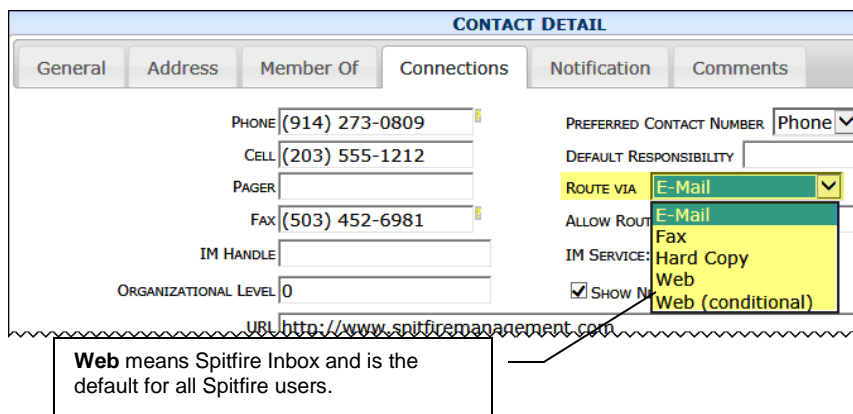 CONTACT DETAIL
General Address Member Of Connections Notification Comments
PHONE (914) 273-0809 PREFERRED CONTACT NUMBER Phone
CELL (203) 555-1212 DEFAULT RESPONSIBILITY
PAGER ROUTE VIA E-Mail
FAX (503) 452-6981 ALLOW ROUT E-Mail
Fax
IM HANDLE IM SERVICE: Hard Copy
Web
ORGANIZATIONAL LEVEL 0 SHOW N Web (conditional)
URL http://www.spitfiremanagement.com
Web means Spitfire Inbox and is the
default for all Spitfire users.